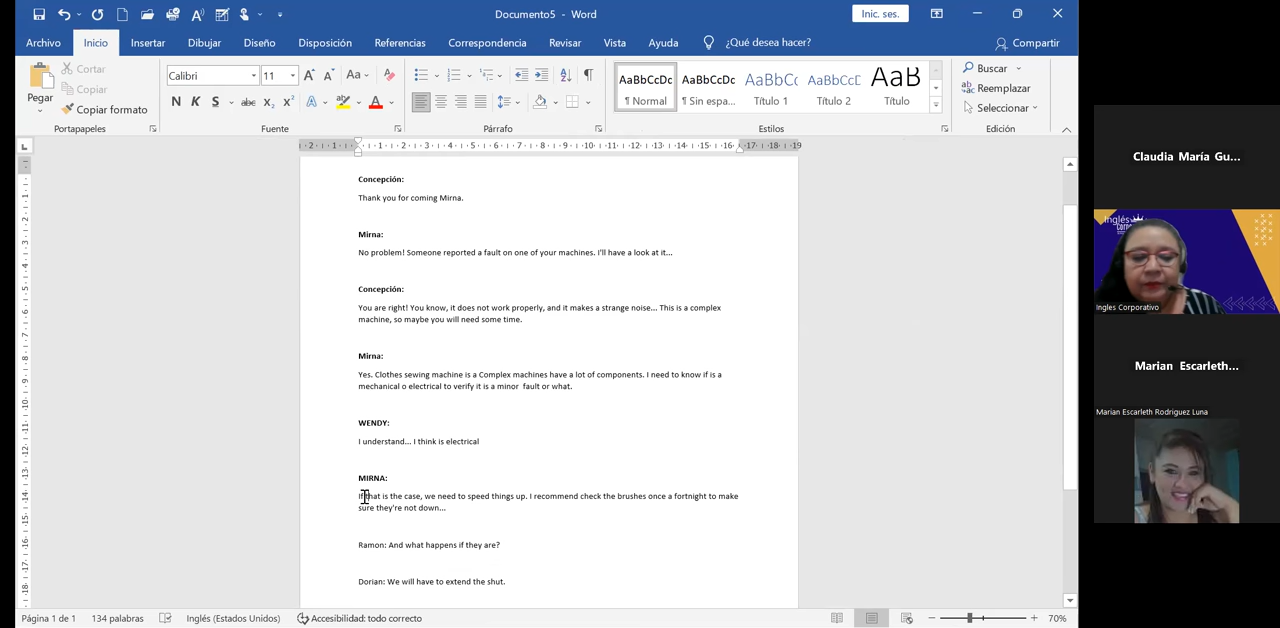 Documento5 - Word
Inic. ses.
Archivo Inicio Insertar Dibujar Diseño Disposición Referencias Correspondencia Revisar Vista Ayuda ¿Qué desea hacer? Compartir
Pegar
Cortar
Copiar
Copiar formato
Portapapeles
Calibri 11
N K S abc x₂ x²
Fuente
Párrafo
AaBbCcDc AaBbCcDc AaBbCc AaBbCcD AaB
¶ Normal ¶ Sin espa... Título 1 Título 2 Título
Estilos
Buscar
Reemplazar
Seleccionar
Edición
Concepción:
Thank you for coming Mirna.
Mirna:
No problem! Someone reported a fault on one of your machines. I'll have a look at it...
Concepción:
You are right! You know, it does not work properly, and it makes a strange noise... This is a complex
machine, so maybe you will need some time.
Mirna:
Yes. Clothes sewing machine is a Complex machines have a lot of components. I need to know if is a
mechanical o electrical to verify it is a minor fault or what.
WENDY:
I understand... I think is electrical
MIRNA:
If that is the case, we need to speed things up. I recommend check the brushes once a fortnight to make
sure they're not down...
Ramon: And what happens if they are?
Dorian: We will have to extend the shut.
Página 1 de 1 134 palabras Inglés (Estados Unidos) Accesibilidad: todo correcto 70%
Claudia María Gu...
Inglés
Ingles Corporativo
Marian Escarleth...
Marian Escarleth Rodriguez Luna